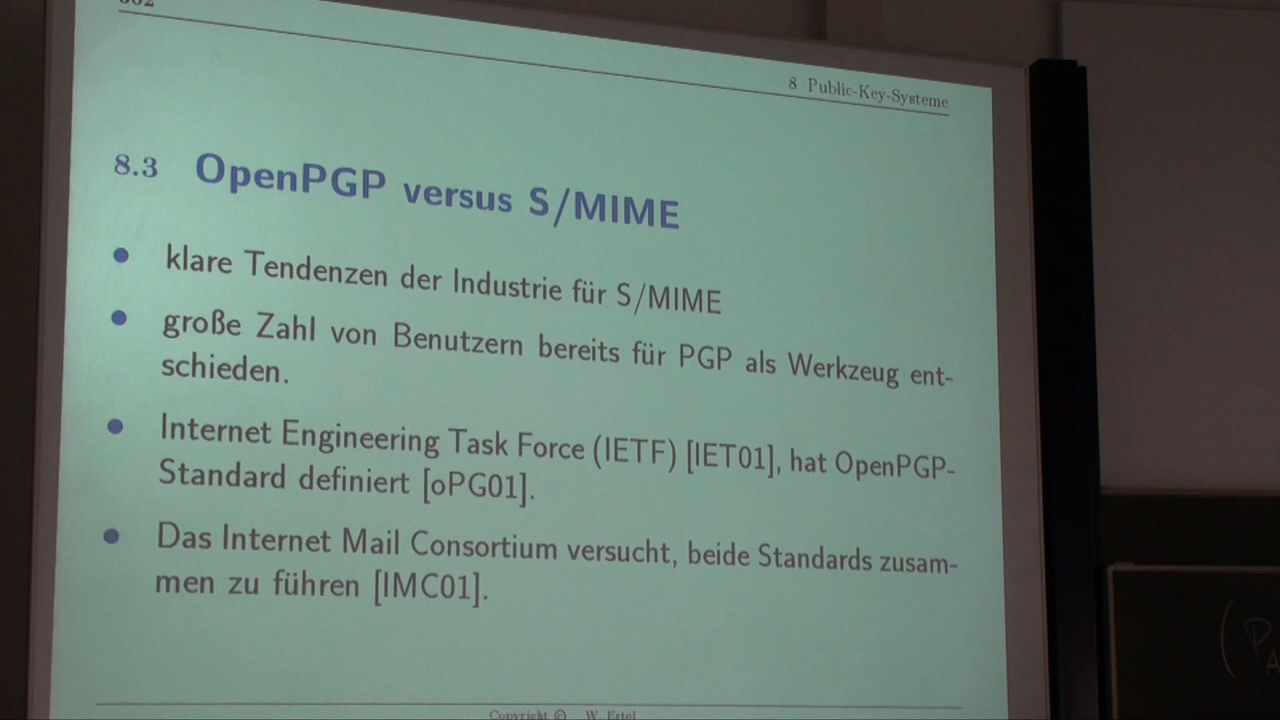 8 Public-Key-Systeme
8.3 OpenPGP versus S/MIME
• klare Tendenzen der Industrie für S/MIME
• große Zahl von Benutzern bereits für PGP als Werkzeug ent-
schieden.
• Internet Engineering Task Force (IETF) [IET01], hat OpenPGP-
Standard definiert [oPG01].
• Das Internet Mail Consortium versucht, beide Standards zusam-
men zu führen [IMC01].
Copyright © W. Ertel